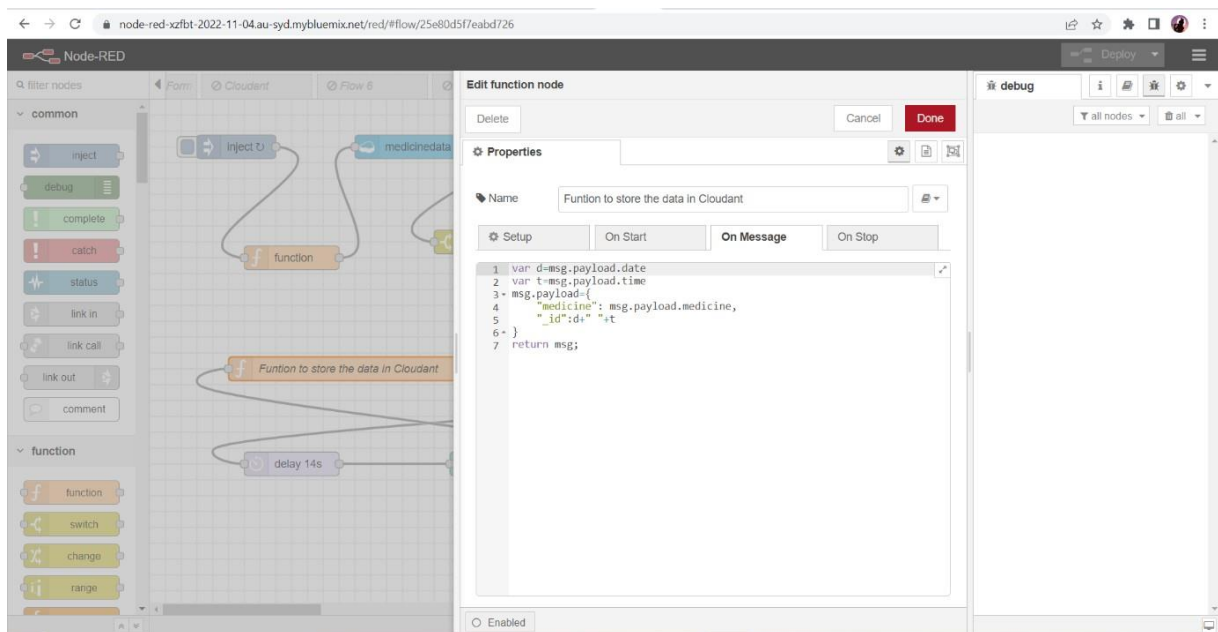 node-red-xzfbt-2022-11-04.au-syd.mybluemix.net/red/#flow/25e80d5f7eabd726
Node-RED
Deploy
filter nodes
Form
Cloudant
Flow 6
Edit function node
debug
i
common
Delete
Cancel
Done
all nodes
all
inject
inject
medicinedata
Properties
debug
Name
Funtion to store the data in Cloudant
complete
Setup
On Start
On Message
On Stop
catch
function
1 var d=msg.payload.date
2 var t=msg.payload.time
3 msg.payload={
4 "medicine": msg.payload.medicine,
5 "_id":d+" "+t
6 }
7 return msg;
status
link in
link call
Funtion to store the data in Cloudant
link out
comment
function
delay 14s
function
switch
change
range
Enabled